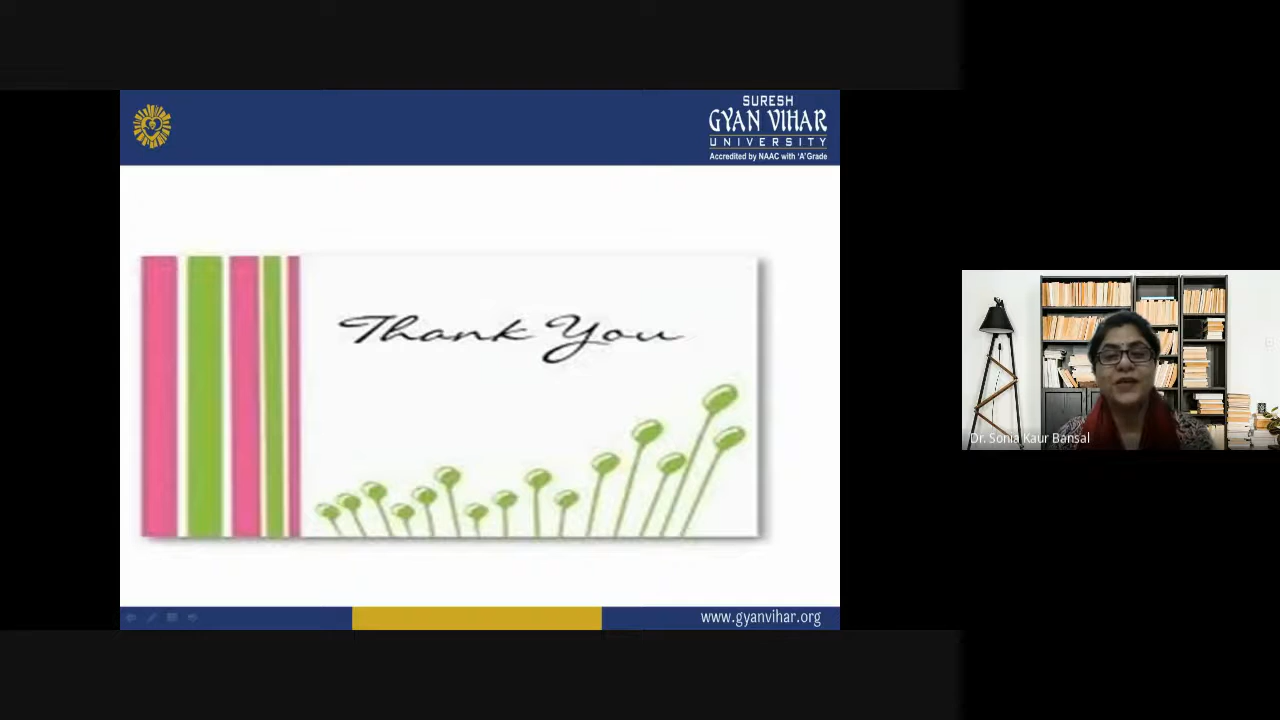 SURESH
GYAN VIHAR
UNIVERSITY
Accredited by NAAC with 'A' Grade
Thank You
www.gyanvihar.org
Dr. Sonia Kaur Bansal